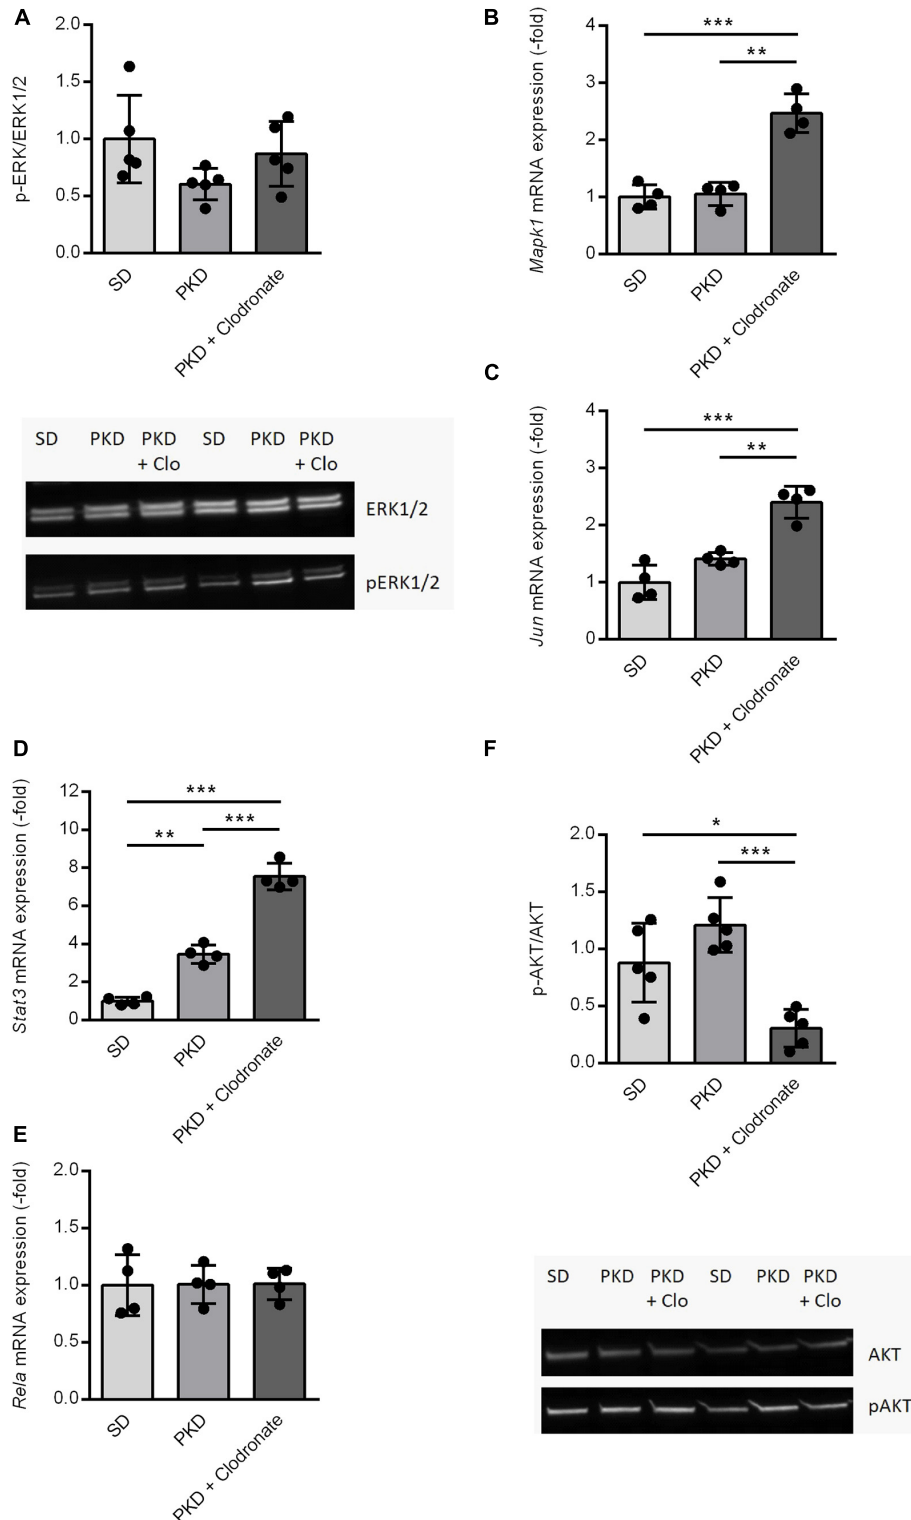 A
p-ERK/ERK1/2
2.0
1.5
1.0
0.5
0.0
SD
PKD
PKD + Clodronate
SD PKD PKD SD PKD PKD
+ Clo + Clo
ERK1/2
pERK1/2
B
Mapk1 mRNA expression (-fold)
4
3
2
1
0
***
**
SD
PKD
PKD + Clodronate
C
Jun mRNA expression (-fold)
4
3
2
1
0
***
**
SD
PKD
PKD + Clodronate
D
Stat3 mRNA expression (-fold)
12
10
8
6
4
2
0
***
**
***
SD
PKD
PKD + Clodronate
E
Rela mRNA expression (-fold)
2.0
1.5
1.0
0.5
0.0
SD
PKD
PKD + Clodronate
F
p-AKT/AKT
2.0
1.5
1.0
0.5
0.0
*
***
SD
PKD
PKD + Clodronate
SD PKD PKD SD PKD PKD
+ Clo + Clo
AKT
pAKT